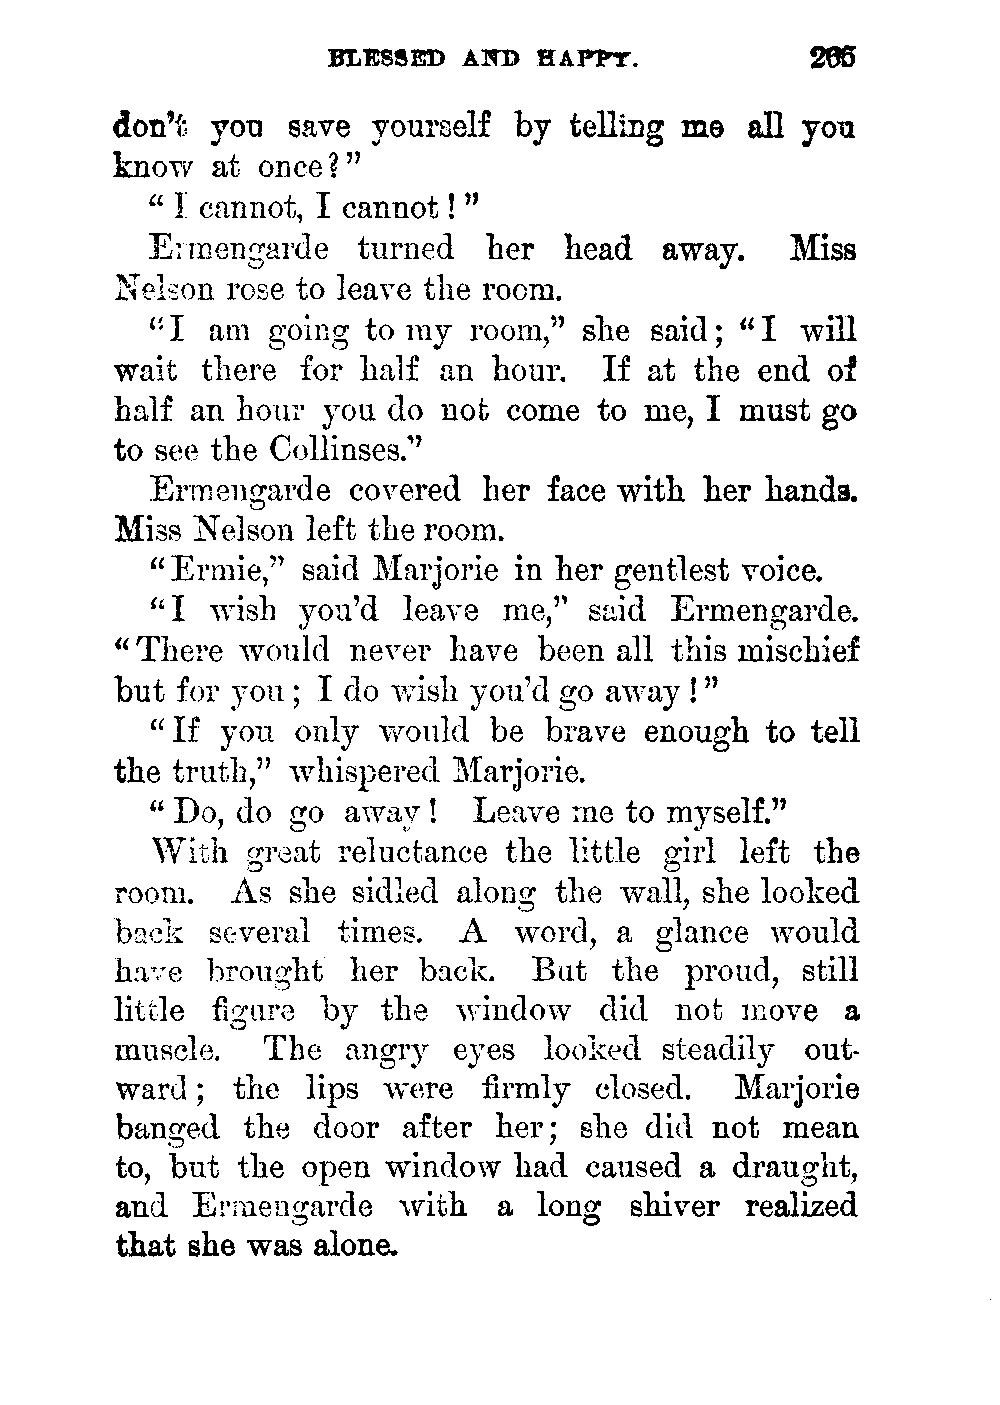 BLESSED AND HAPPY. 265
don't you save yourself by telling me all you
know at once?"
"I cannot, I cannot!"
Ermengarde turned her head away. Miss
Nelson rose to leave the room.
"I am going to my room," she said; "I will
wait there for half an hour. If at the end of
half an hour you do not come to me, I must go
to see the Collinses."
Ermengarde covered her face with her hands.
Miss Nelson left the room.
"Ermie," said Marjorie in her gentlest voice.
"I wish you'd leave me," said Ermengarde.
"There would never have been all this mischief
but for you; I do wish you'd go away!"
"If you only would be brave enough to tell
the truth," whispered Marjorie.
"Do, do go away! Leave me to myself."
With great reluctance the little girl left the
room. As she sidled along the wall, she looked
back several times. A word, a glance would
have brought her back. But the proud, still
little figure by the window did not move a
muscle. The angry eyes looked steadily out-
ward; the lips were firmly closed. Marjorie
banged the door after her; she did not mean
to, but the open window had caused a draught,
and Ermengarde with a long shiver realized
that she was alone.